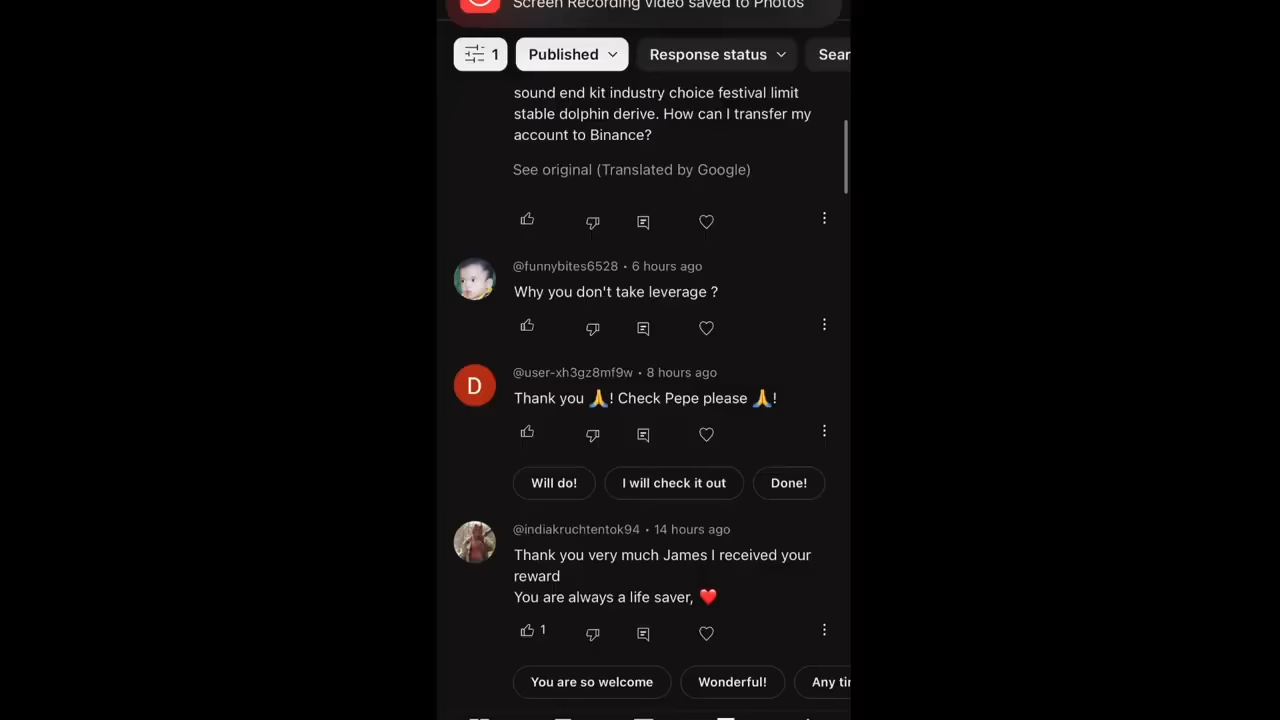 Screen Recording video saved to Photos
1 Published Response status Sear
sound end kit industry choice festival limit
stable dolphin derive. How can I transfer my
account to Binance?
See original (Translated by Google)
@funnybites6528 • 6 hours ago
Why you don't take leverage ?
D
@user-xh3gz8mf9w • 8 hours ago
Thank you 🙏! Check Pepe please 🙏!
Will do! I will check it out Done!
@indiakruchtentok94 • 14 hours ago
Thank you very much James I received your
reward
You are always a life saver, ❤️
1
You are so welcome Wonderful! Any tir